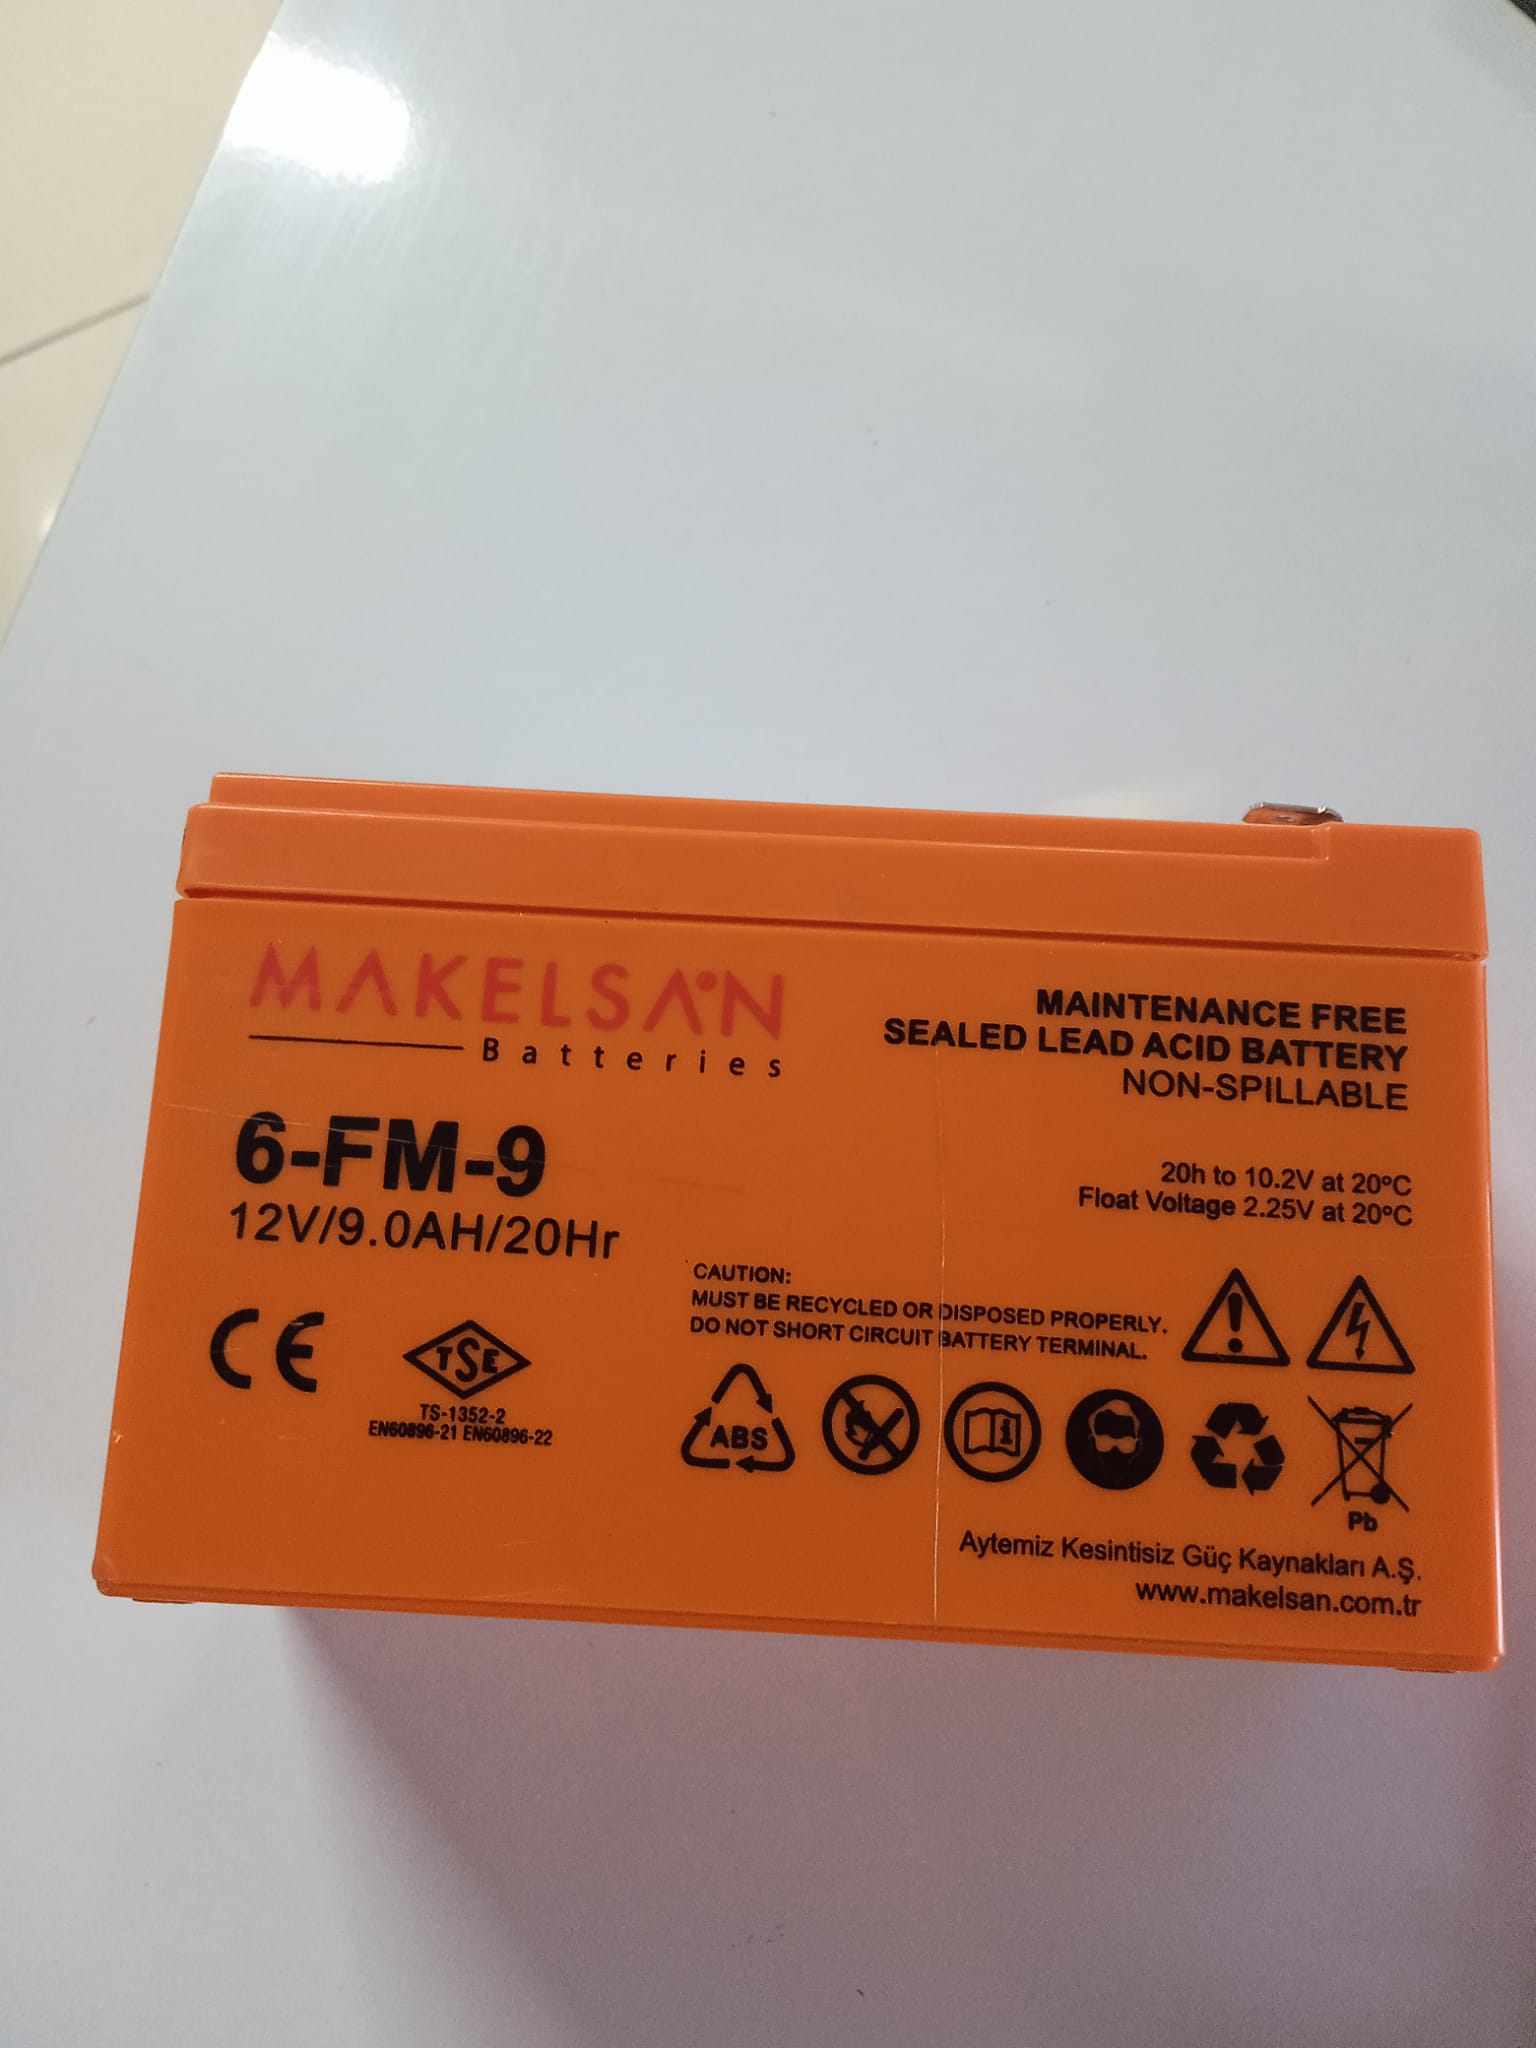 MAKELSAN
Batteries
6-FM-9
12V/9.0AH/20Hr
MAINTENANCE FREE
SEALED LEAD ACID BATTERY
NON-SPILLABLE
20h to 10.2V at 20°C
Float Voltage 2.25V at 20°C
CAUTION:
MUST BE RECYCLED OR DISPOSED PROPERLY.
DO NOT SHORT CIRCUIT BATTERY TERMINAL.
CE
TSE
TS-1352-2
EN60896-21 EN60896-22
ABS
Pb
Aytemiz Kesintisiz Güç Kaynakları A.Ş.
www.makelsan.com.tr